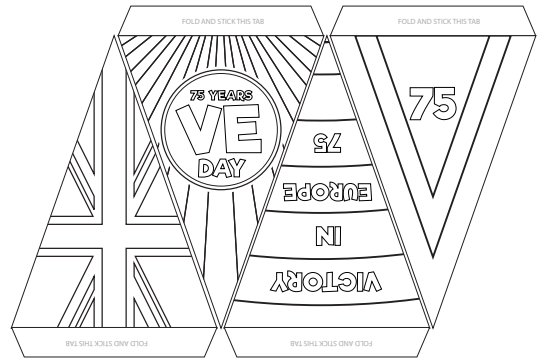 FOLD AND STICK THIS TAB
FOLD AND STICK THIS TAB
75 YEARS
VE
DAY
75
VICTORY
IN
EUROPE
75
FOLD AND STICK THIS TAB
FOLD AND STICK THIS TAB